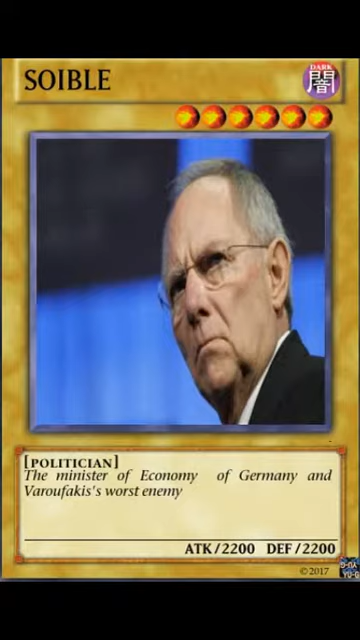 SOIBLE
DARK
闇
[POLITICIAN]
The minister of Economy of Germany and
Varoufakis's worst enemy
ATK/2200 DEF/2200
©2017